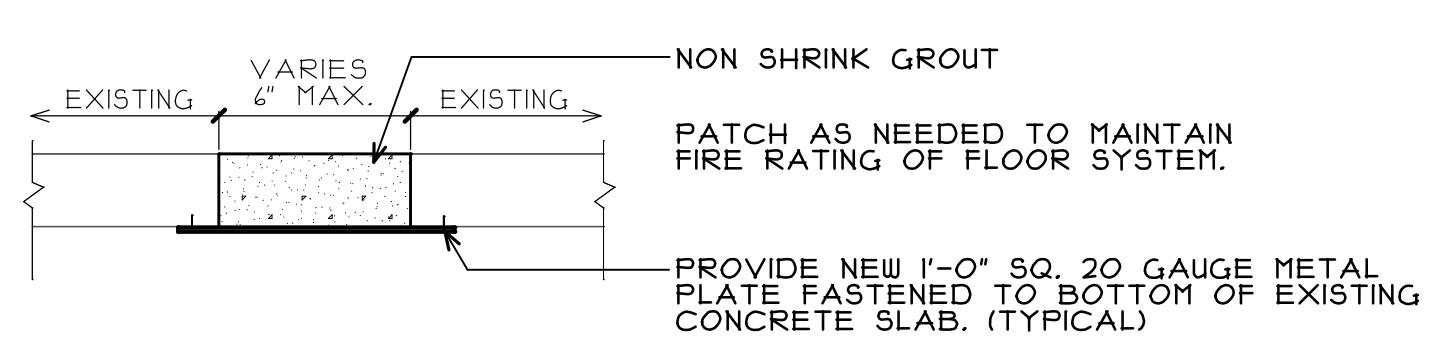 NON SHRINK GROUT
VARIES
6" MAX.
EXISTING
EXISTING
PATCH AS NEEDED TO MAINTAIN
FIRE RATING OF FLOOR SYSTEM.
PROVIDE NEW 1'-0" SQ. 20 GAUGE METAL
PLATE FASTENED TO BOTTOM OF EXISTING
CONCRETE SLAB. (TYPICAL)